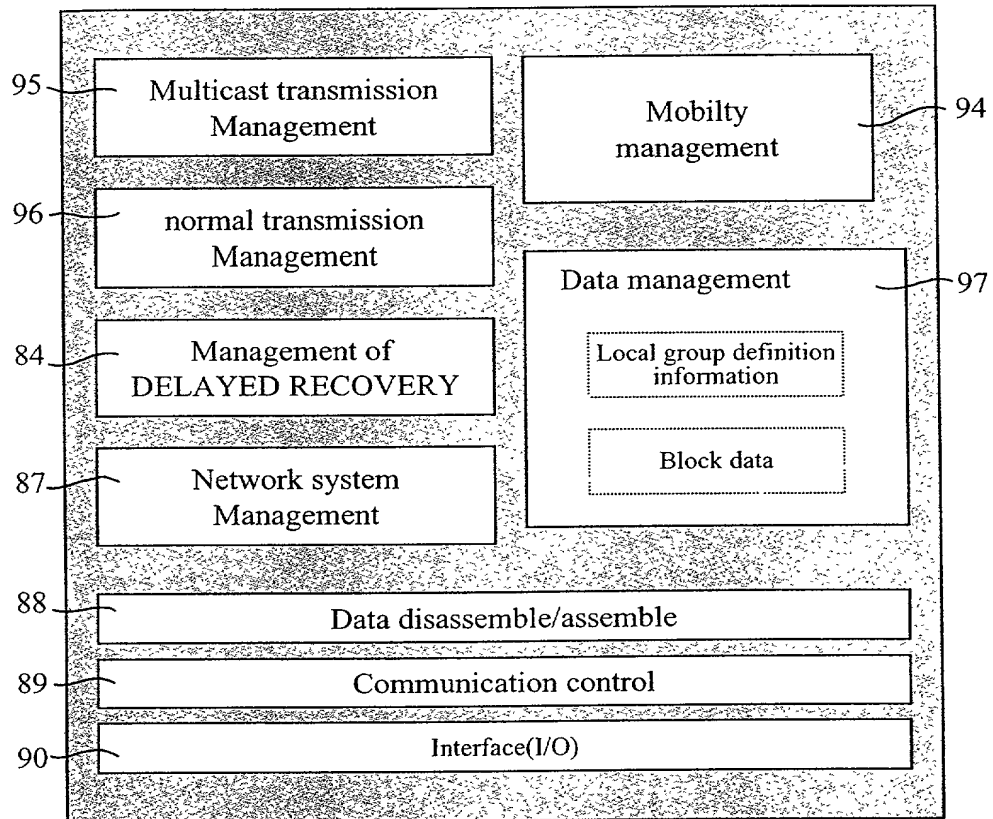 95
Multicast transmission
Management
96
normal transmission
Management
84
Management of
DELAYED RECOVERY
87
Network system
Management
Mobilty
management
94
Data management
97
Local group definition
information
Block data
88
Data disassemble/assemble
89
Communication control
90
Interface(I/O)